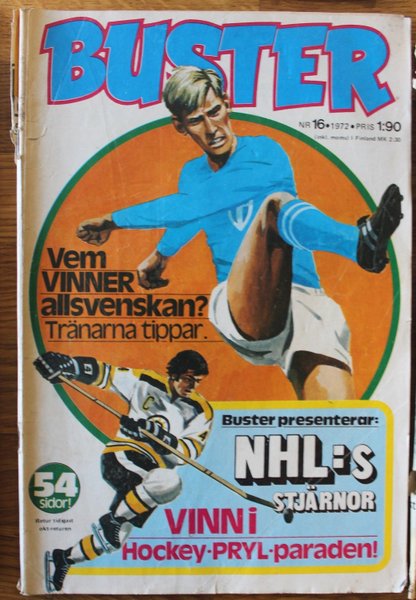 BUSTER
NR 16•1972•PRIS 1:90
(inkl. moms) i Finland MK 2:30
Vem
VINNER
allsvenskan?
Tränarna tippar.
Buster presenterar:
NHL:s
STJÄRNOR
54
sidor!
VINN i
Hockey-PRYL-paraden!